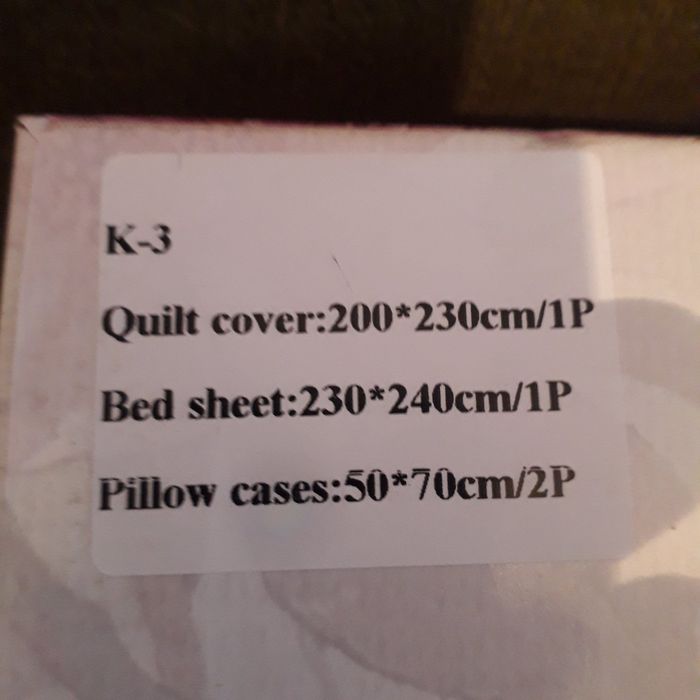 K-3
Quilt cover:200*230cm/1P
Bed sheet:230*240cm/1P
Pillow cases:50*70cm/2P